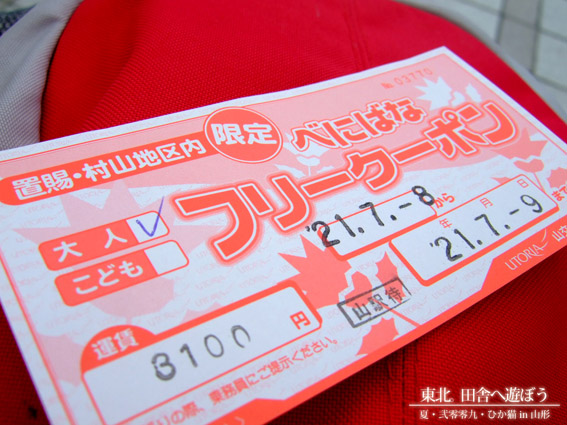 № 03770
置賜・村山地区内 限定 べにばな
フリークーポン
大人 ✓
こども
'21.7.-8 から
年 月 日
'21.7.-9 まで
UTOPIA
山駅待
運賃
3100 円
の際、乗務員にご提示ください。
東北 田舎へ遊ぼう
夏・弐零零九・ひか猫 in 山形